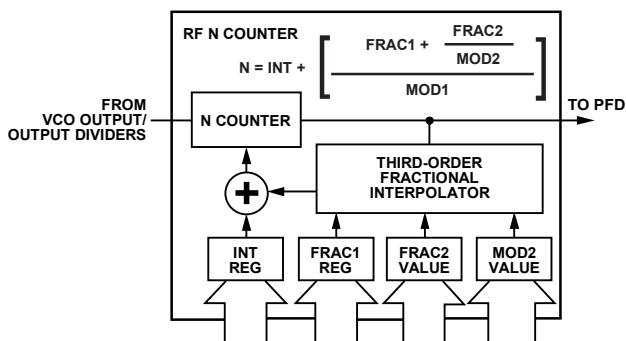 RF N COUNTER
N = INT +
FRAC1 +
FRAC2
MOD2
MOD1
FROM
VCO OUTPUT/
OUTPUT DIVIDERS
N COUNTER
TO PFD
THIRD-ORDER
FRACTIONAL
INTERPOLATOR
+
INT
REG
FRAC1
REG
FRAC2
VALUE
MOD2
VALUE